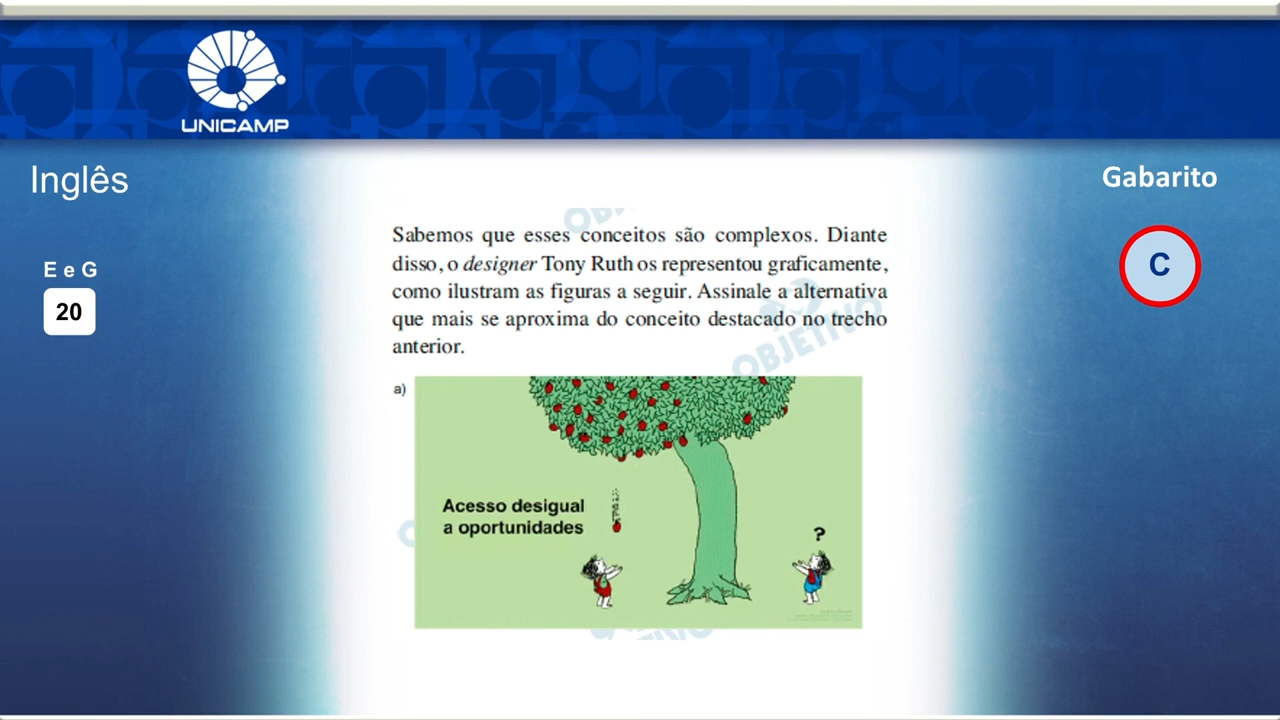 UNICAMP
Inglês
Gabarito
E e G
20
C
Sabemos que esses conceitos são complexos. Diante
disso, o designer Tony Ruth os representou graficamente,
como ilustram as figuras a seguir. Assinale a alternativa
que mais se aproxima do conceito destacado no trecho
anterior.
a)
Acesso desigual
a oportunidades
?
OBJETIVO